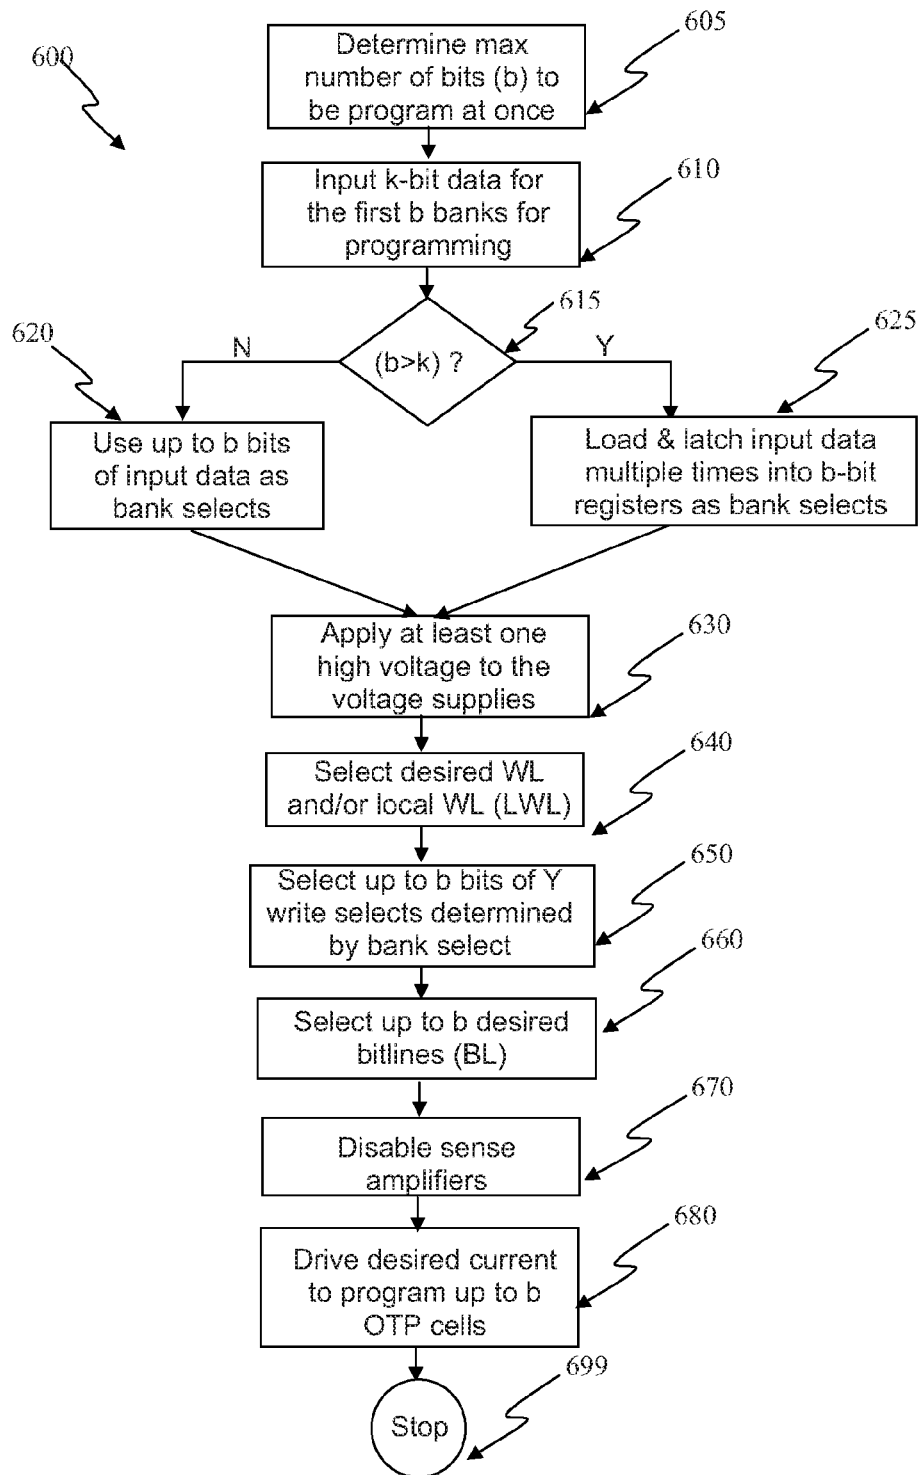 600
605
Determine max
number of bits (b) to
be program at once
610
Input k-bit data for
the first b banks for
programming
615
(b>k) ?
N
Y
620
625
Use up to b bits
of input data as
bank selects
Load & latch input data
multiple times into b-bit
registers as bank selects
630
Apply at least one
high voltage to the
voltage supplies
640
Select desired WL
and/or local WL (LWL)
650
Select up to b bits of Y
write selects determined
by bank select
660
Select up to b desired
bitlines (BL)
670
Disable sense
amplifiers
680
Drive desired current
to program up to b
OTP cells
699
Stop